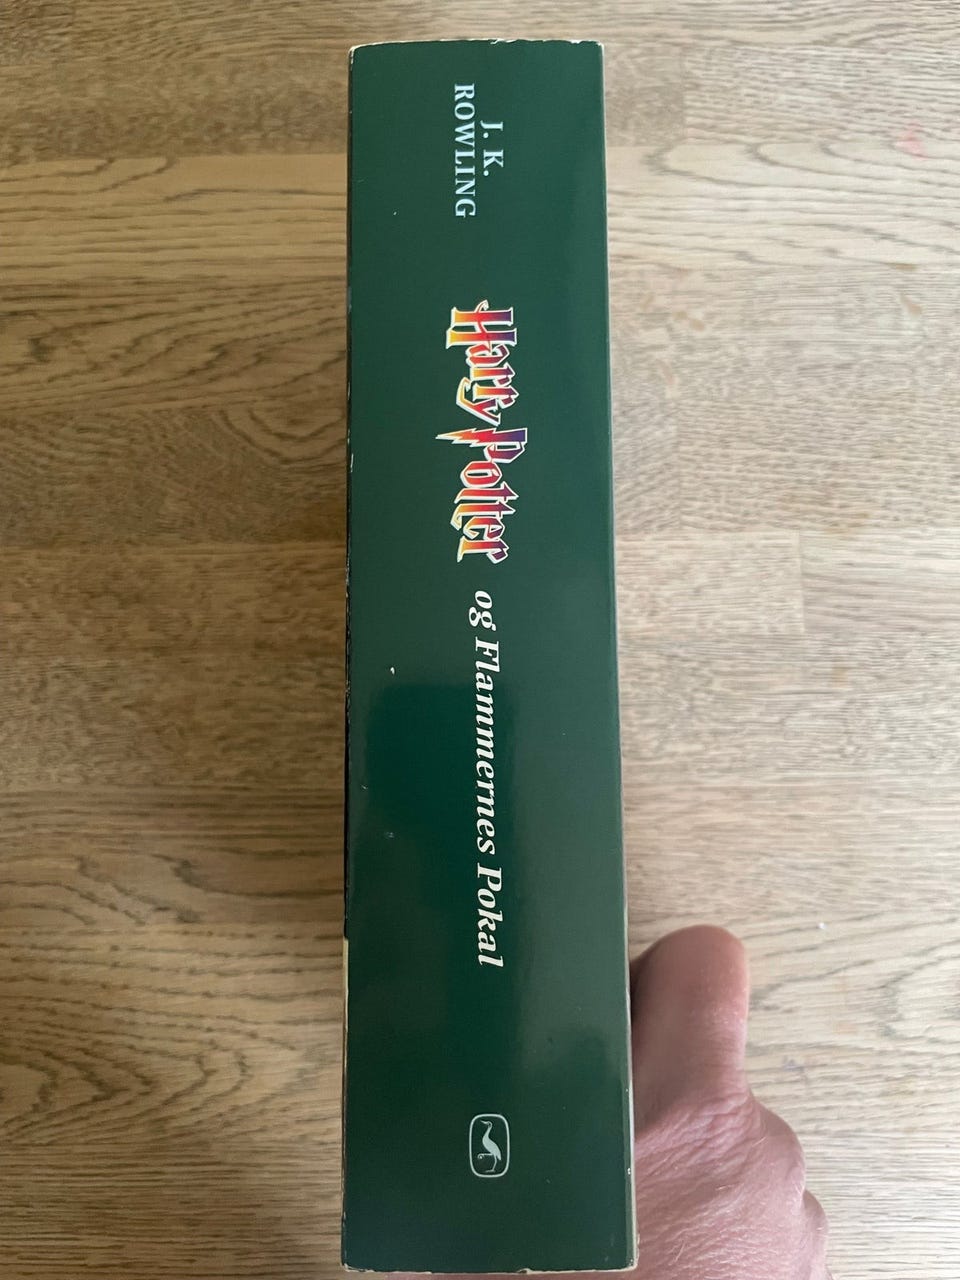 J. K.
ROWLING
Harry Potter
og Flammernes Pokal